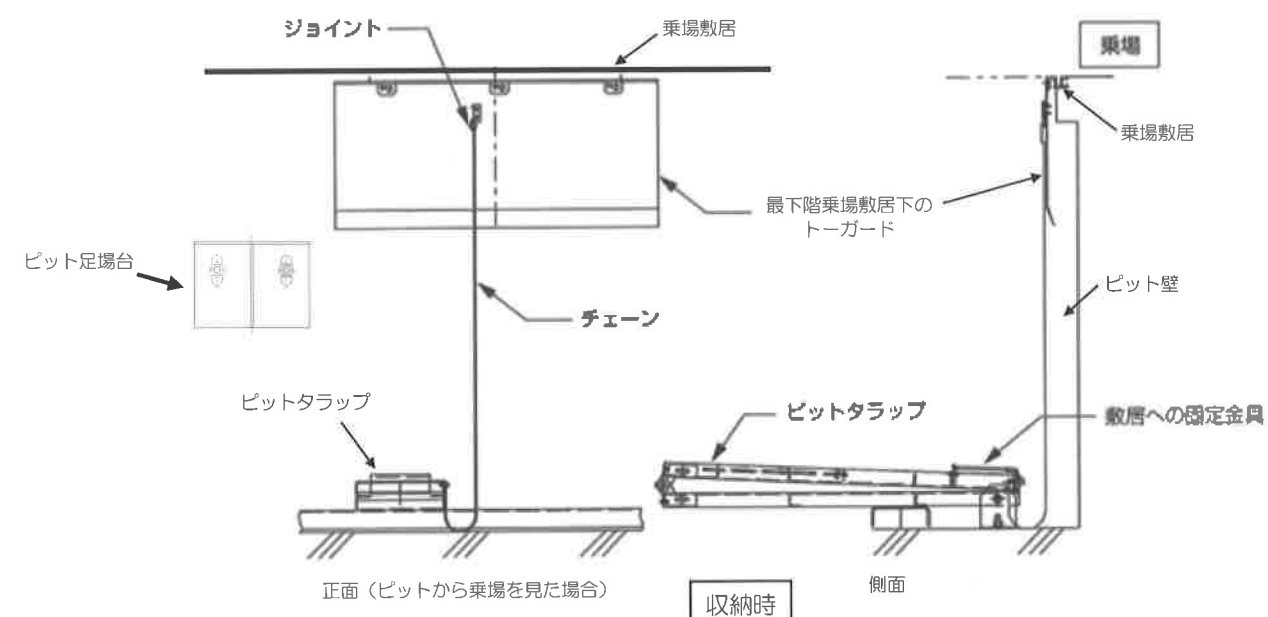 ジョイント
乗場敷居
乗場
乗場敷居
最下階乗場敷居下の
トーガード
ピット足場台
ピット壁
チェーン
ピットタラップ
ピットタラップ
敷居への固定金具
正面（ピットから乗場を見た場合）
側面
収納時